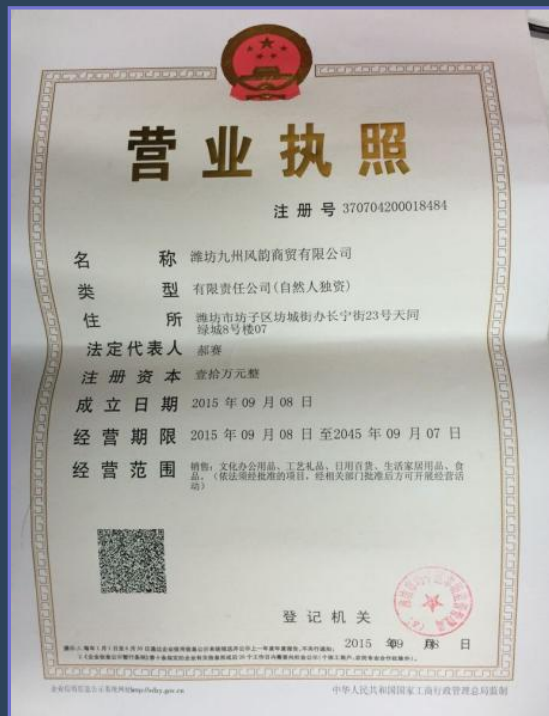 营业执照
注册号 370704200018484
名称 潍坊九州风韵商贸有限公司
类型 有限责任公司(自然人独资)
住所 潍坊市坊子区坊城街办长宁街23号天同
绿城8号楼07
法定代表人 郝赛
注册资本 壹拾万元整
成立日期 2015 年 09 月 08 日
经营期限 2015 年 09 月 08 日 至2045 年 09 月 07 日
经营范围 销售：文化办公用品、工艺礼品、日用百货、生活家居用品、食
品。（依法须经批准的项目，经相关部门批准后方可开展经营活
动）
登记机关
2015 年09 月08 日
中华人民共和国国家工商行政管理总局监制